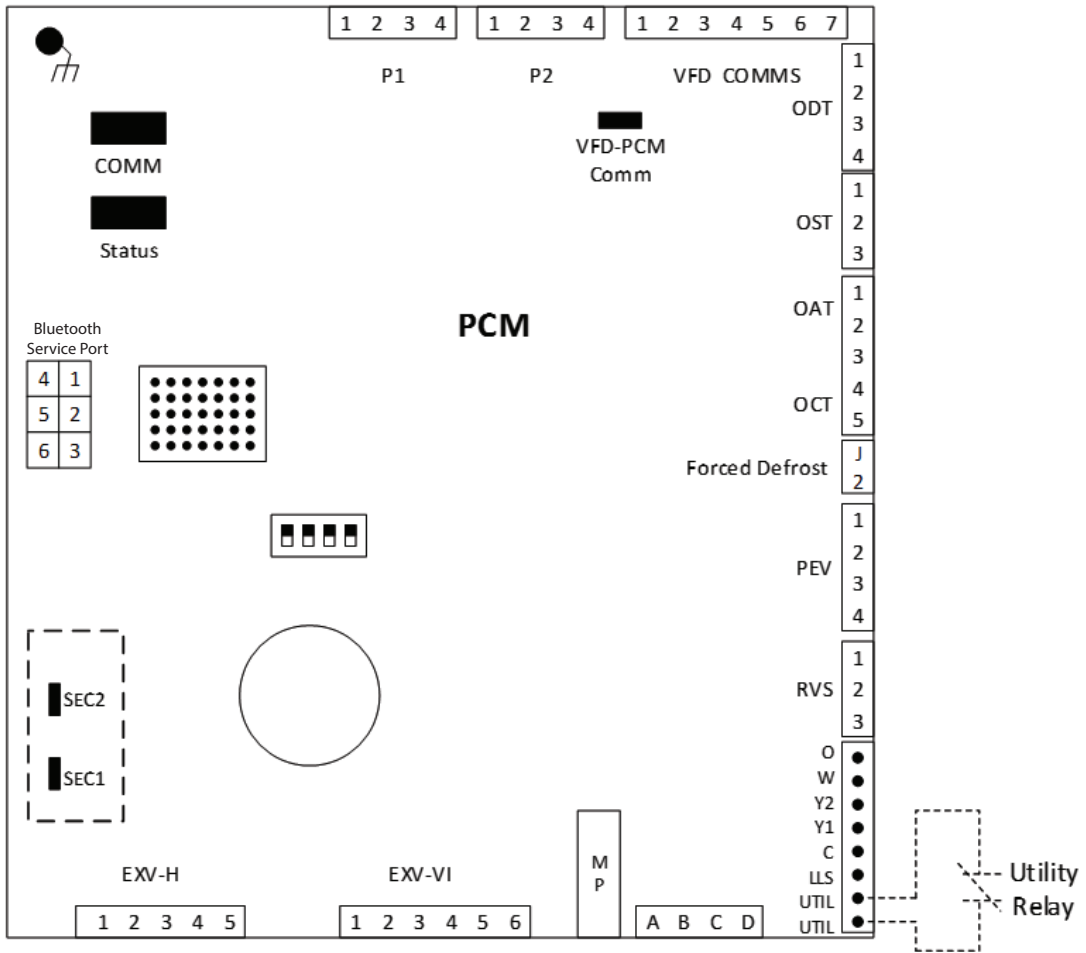 1 2 3 4
1 2 3 4
1 2 3 4 5 6 7
P1
P2
VFD COMMS
1
2
3
4
ODT
COMM
VFD-PCM
Comm
Status
1
2
3
OST
PCM
OAT
OCT
1
2
3
4
5
Bluetooth
Service Port
4 1
5 2
6 3
Forced Defrost
J
2
PEV
1
2
3
4
SEC2
SEC1
RVS
1
2
3
O
W
Y2
Y1
C
LLS
UTIL
UTIL
Utility
Relay
EXV-H
1 2 3 4 5
EXV-VI
1 2 3 4 5 6
M
P
A B C D